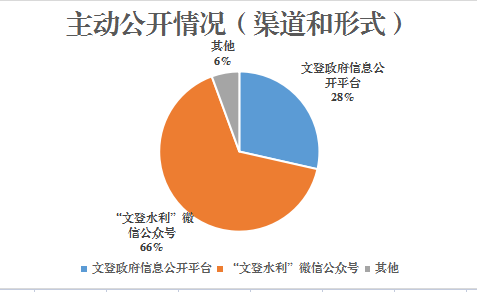 主动公开情况（渠道和形式）
其他
6%
文登政府信息公
开平台
28%
“文登水利”微
信公众号
66%
文登政府信息公开平台 “文登水利”微信公众号 其他